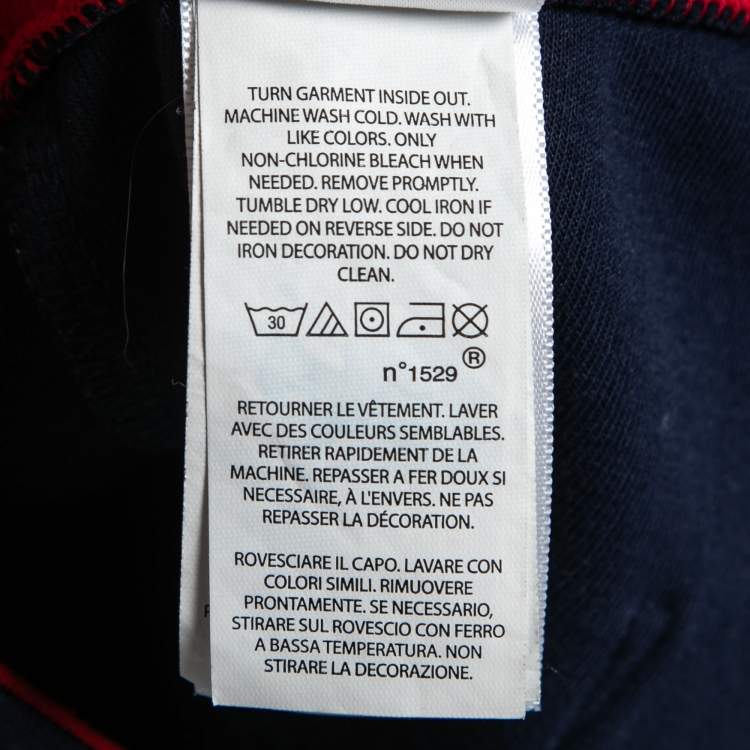 TURN GARMENT INSIDE OUT.
MACHINE WASH COLD. WASH WITH
LIKE COLORS. ONLY
NON-CHLORINE BLEACH WHEN
NEEDED. REMOVE PROMPTLY.
TUMBLE DRY LOW. COOL IRON IF
NEEDED ON REVERSE SIDE. DO NOT
IRON DECORATION. DO NOT DRY
CLEAN.
30
n°1529 ®
RETOURNER LE VÊTEMENT. LAVER
AVEC DES COULEURS SEMBLABLES.
RETIRER RAPIDEMENT DE LA
MACHINE. REPASSER A FER DOUX SI
NECESSAIRE, À L'ENVERS. NE PAS
REPASSER LA DÉCORATION.
ROVESCIARE IL CAPO. LAVARE CON
COLORI SIMILI. RIMUOVERE
PRONTAMENTE. SE NECESSARIO,
STIRARE SUL ROVESCIO CON FERRO
A BASSA TEMPERATURA. NON
STIRARE LA DECORAZIONE.